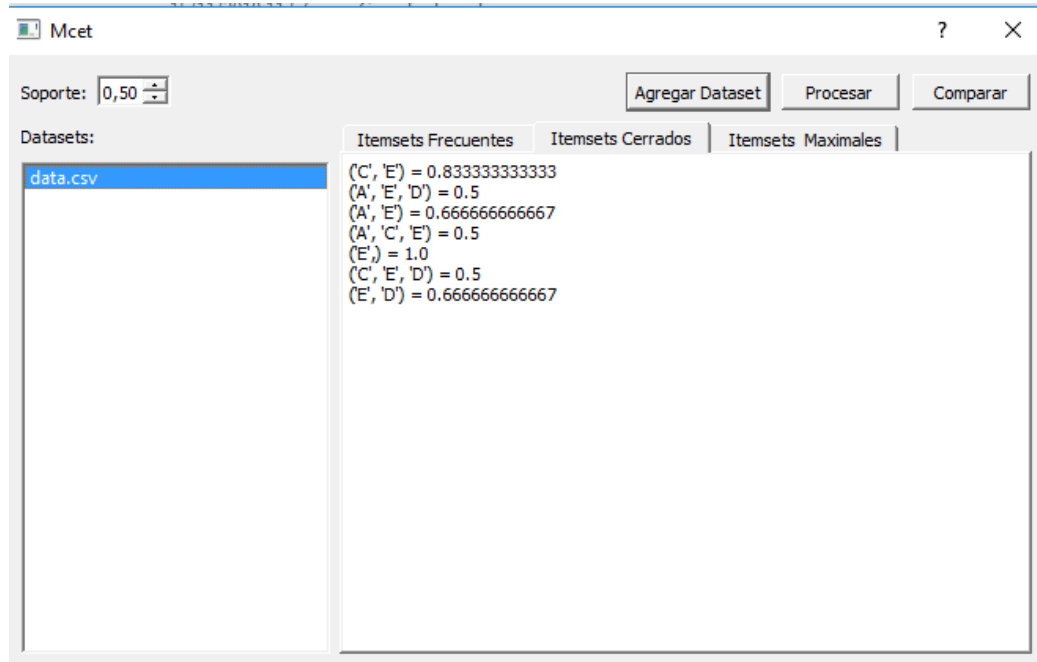 Mcet
?
Soporte: 0,50 Agregar Dataset Procesar Comparar
Datasets:
Itemsets Frecuentes Itemsets Cerrados Itemsets Maximales
data.csv
('C', 'E') = 0.833333333333
('A', 'E', 'D') = 0.5
('A', 'E') = 0.666666666667
('A', 'C', 'E') = 0.5
('E',) = 1.0
('C', 'E', 'D') = 0.5
('E', 'D') = 0.666666666667